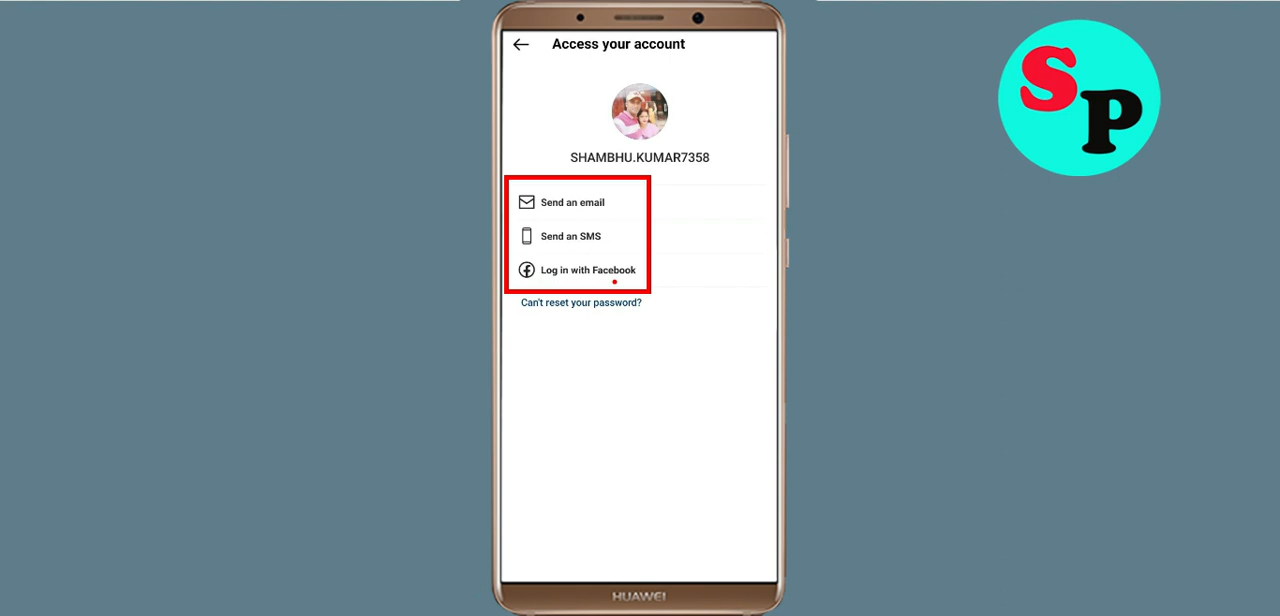 Access your account
SP
SHAMBHU.KUMAR7358
Send an email
Send an SMS
Log in with Facebook
Can't reset your password?
HUAWEI